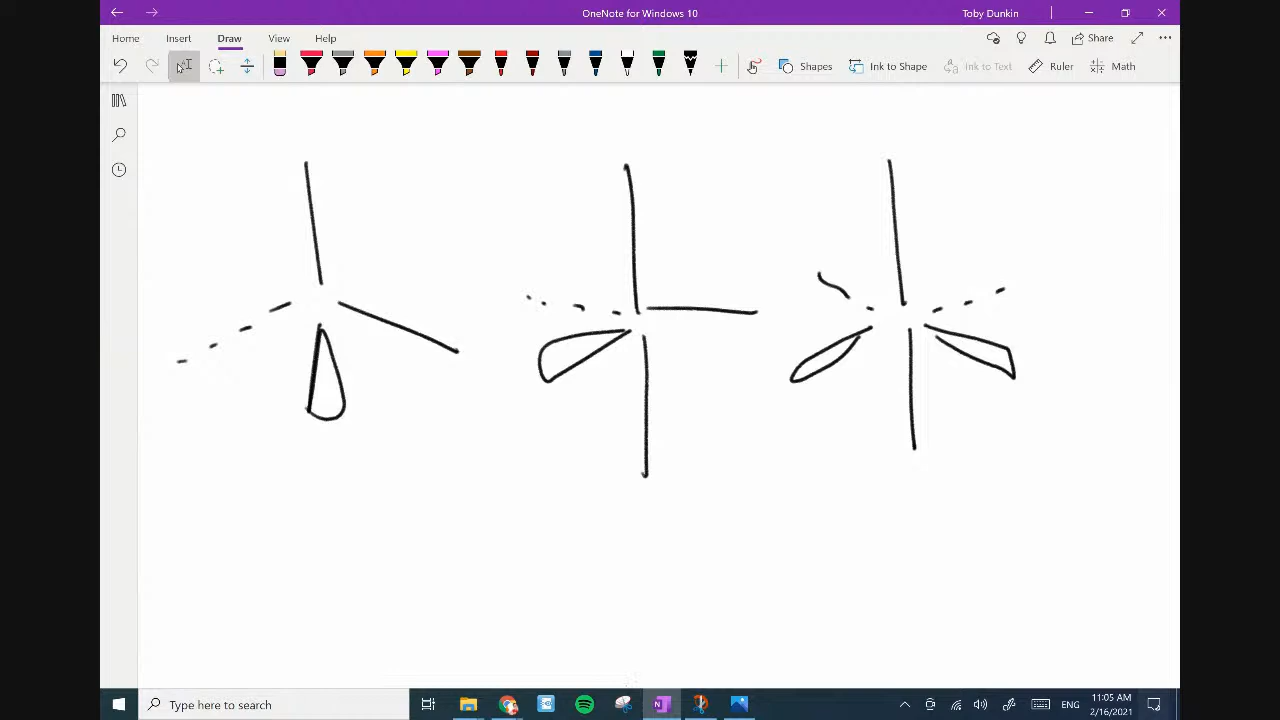 OneNote for Windows 10
Toby Dunkin
Home Insert Draw View Help
Share
Shapes Ink to Shape Ink to Text Ruler Math
Type here to search
ENG
11:05 AM
2/16/2021